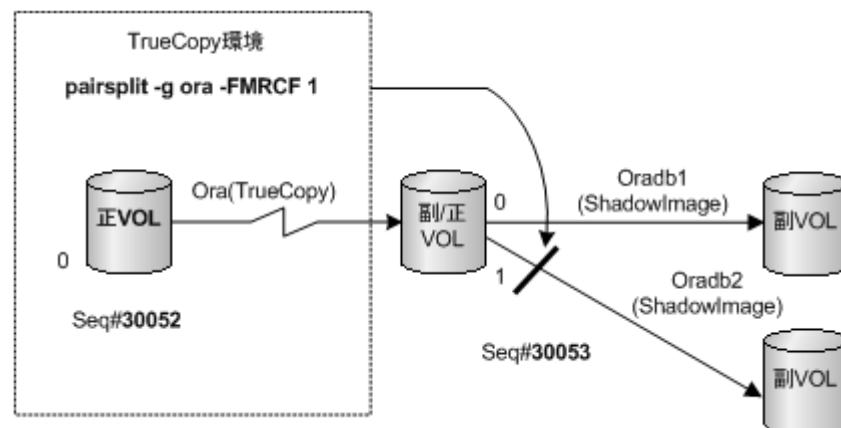 TrueCopy環境
pairsplit -g ora -FMRCF 1
Ora(TrueCopy)
正VOL
0
Seq#30052
副/正
VOL
0
1
Oradb1
(ShadowImage)
副VOL
Oradb2
(ShadowImage)
Seq#30053
副VOL